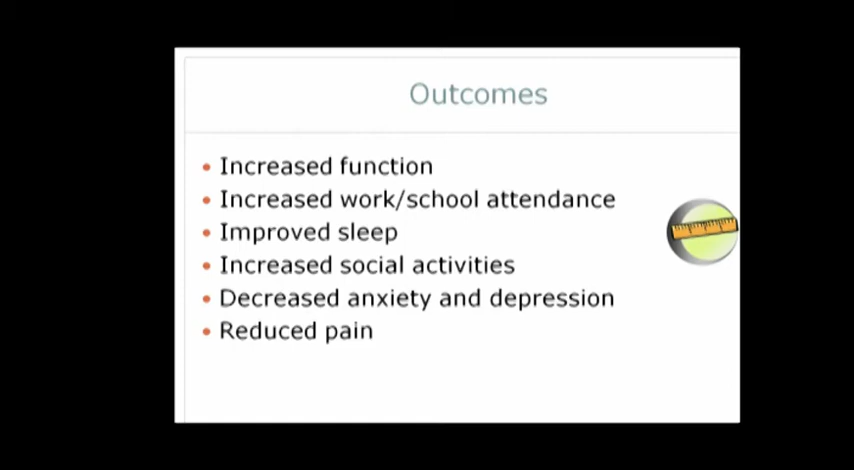 Outcomes
• Increased function
• Increased work/school attendance
• Improved sleep
• Increased social activities
• Decreased anxiety and depression
• Reduced pain